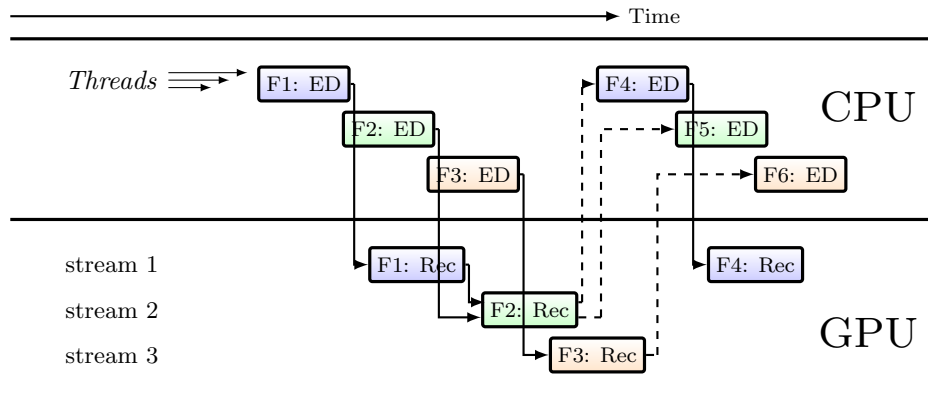 Time
Threads
F1: ED
F4: ED
CPU
F2: ED
F5: ED
F3: ED
F6: ED
stream 1
F1: Rec
F4: Rec
stream 2
F2: Rec
GPU
stream 3
F3: Rec